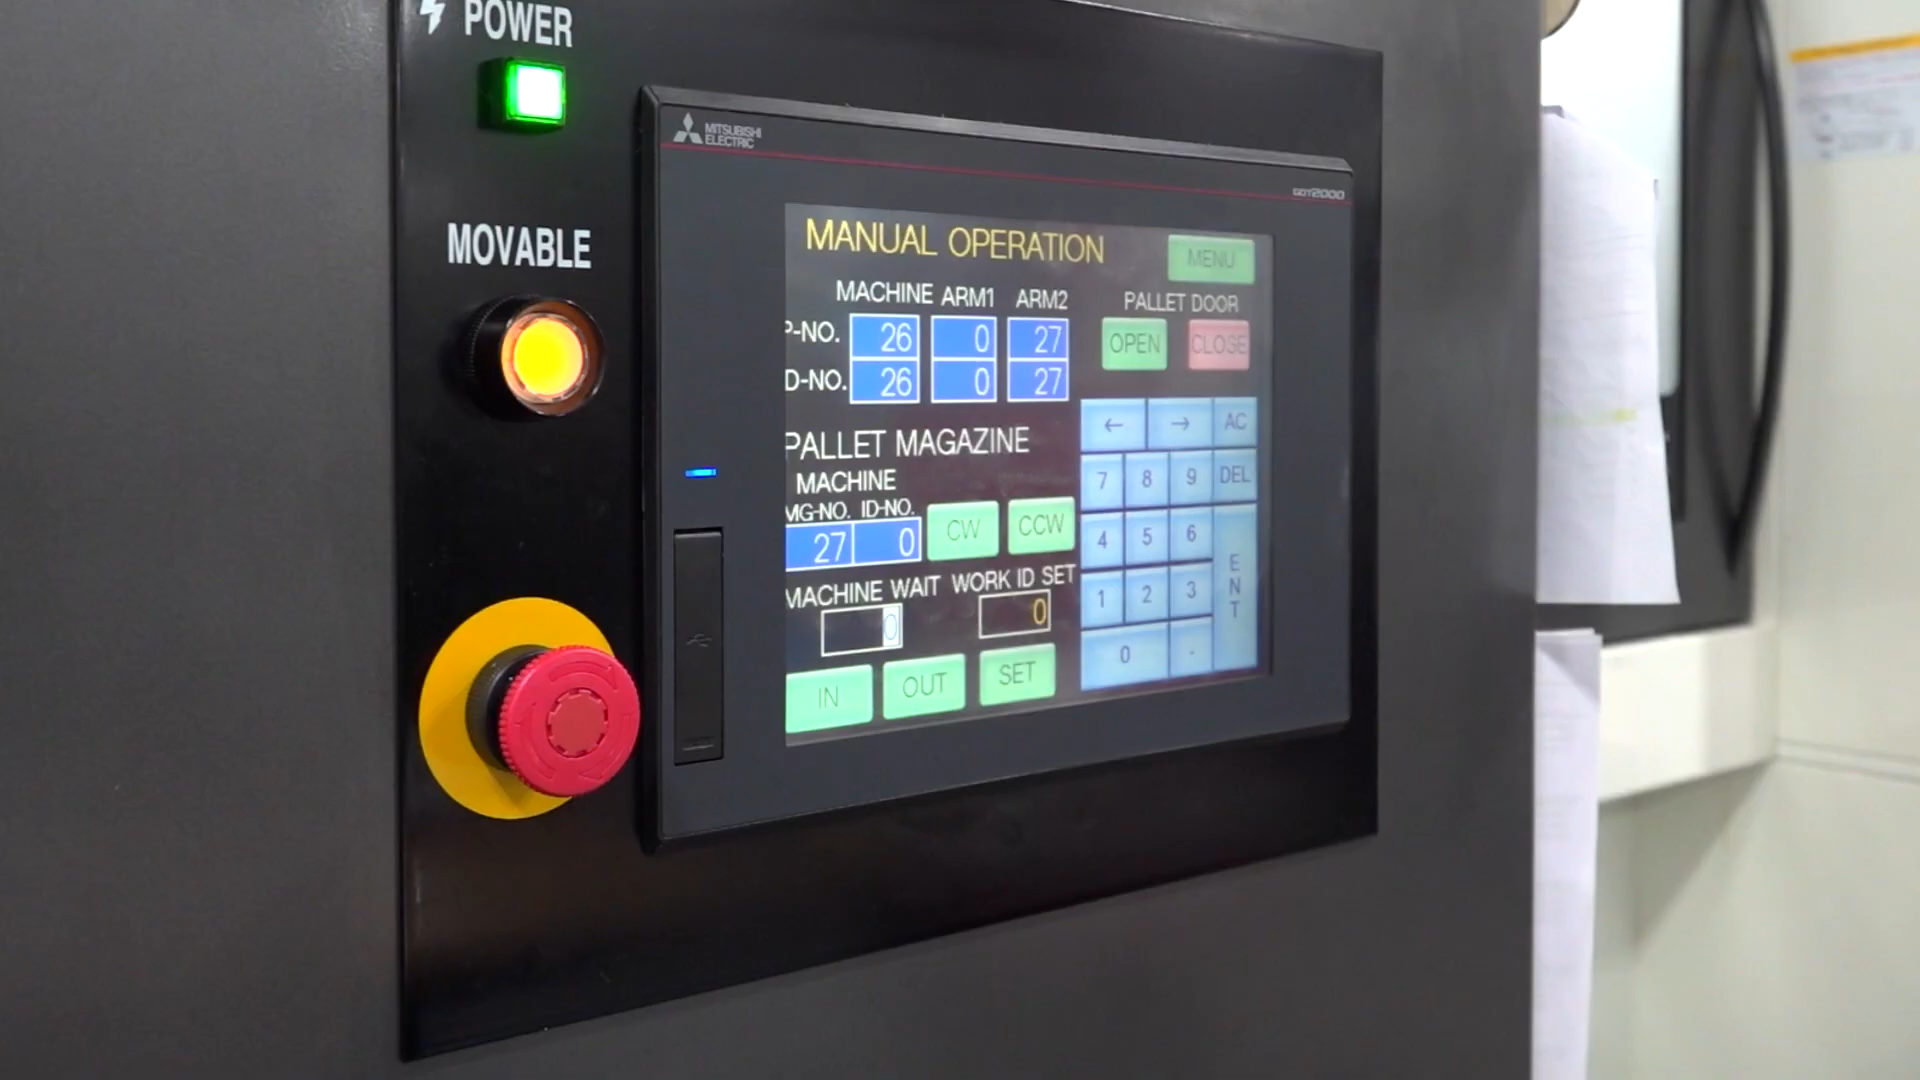 POWER
MITSUBISHI
ELECTRIC
GOT2000
MOVABLE
MANUAL OPERATION
MENU
MACHINE ARM1 ARM2
PALLET DOOR
P-NO. 26 0 27
OPEN CLOSE
D-NO. 26 0 27
← → AC
PALLET MAGAZINE
MACHINE
7 8 9 DEL
MG-NO. ID-NO.
27 0 CW CCW
4 5 6
ENT
MACHINE WAIT WORK ID SET
1 2 3
0 0
0 .
IN OUT SET